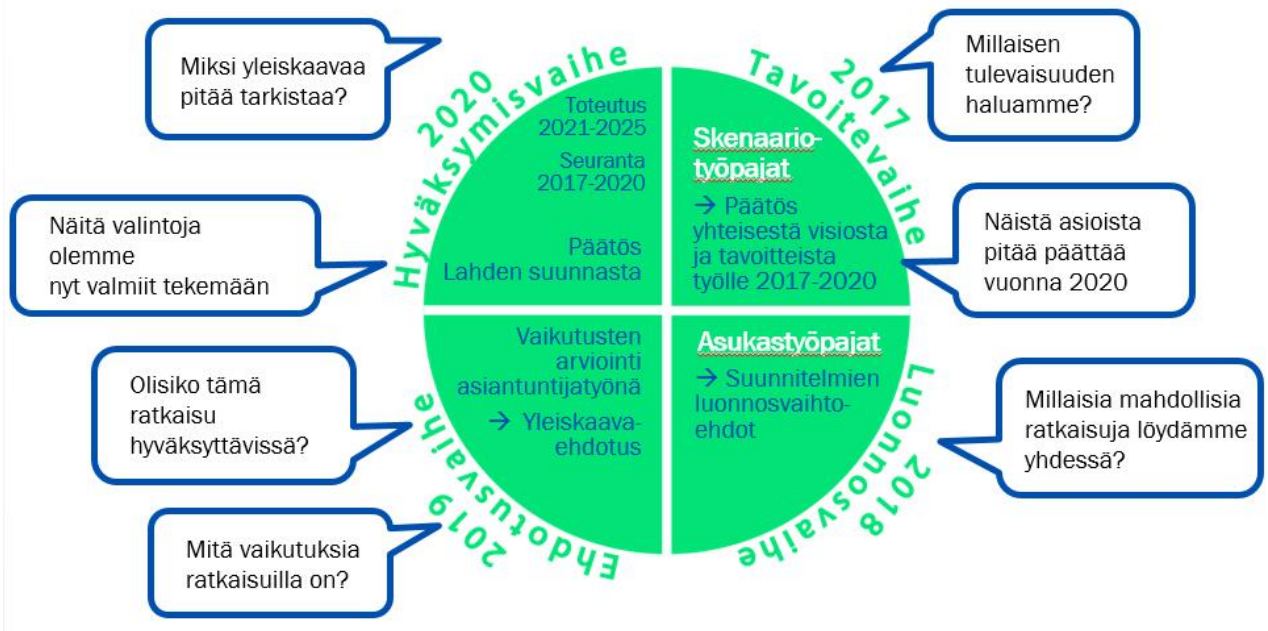 Miksi yleiskaavaa
pitää tarkistaa?
2020
Hyväksymisvaihe
Toteutus
2021-2025
Seuranta
2017-2020
Päätös
Lahden suunnasta
Näitä valintoja
olemme
nyt valmiit tekemään
Millaisen
tulevaisuuden
haluamme?
2017
Tavoitevaihe
Skenaario-
työpajat
→ Päätös
yhteisestä visiosta
ja tavoitteista
työlle 2017-2020
Näistä asioista
pitää päättää
vuonna 2020
Asukastyöpajat
→ Suunnitelmien
luonnosvaihto-
ehdot
Luonnosvaihe
2018
Millaisia mahdollisia
ratkaisuja löydämme
yhdessä?
Vaikutusten
arviointi
asiantuntijatyönä
→ Yleiskaava-
ehdotus
Ehdotusvaihe
2019
Olisiko tämä
ratkaisu
hyväksyttävissä?
Mitä vaikutuksia
ratkaisuilla on?